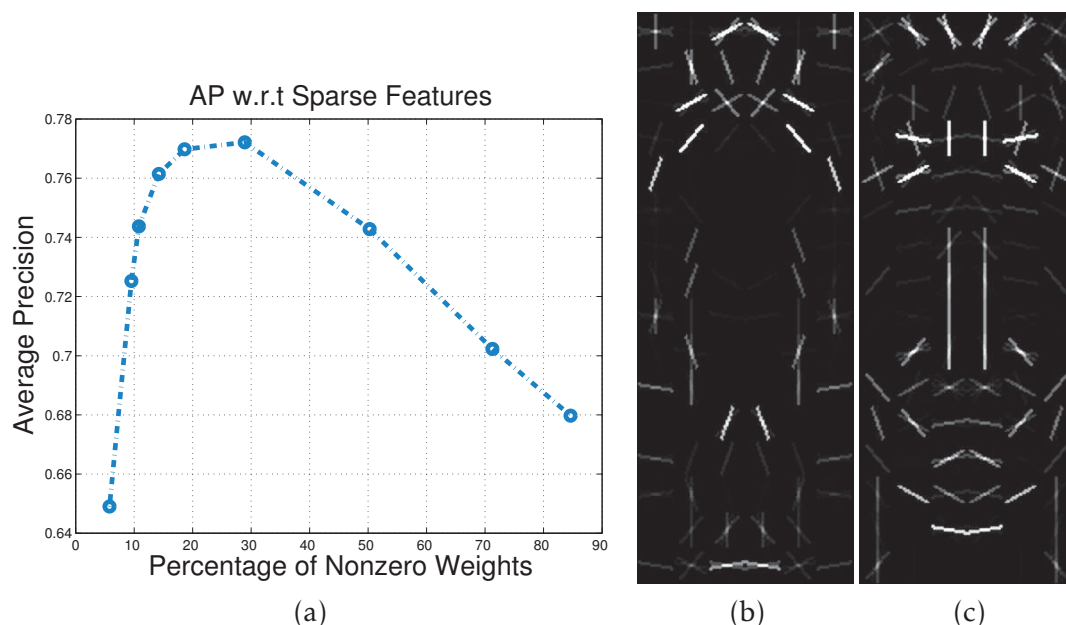 AP w.r.t Sparse Features
0.78
0.76
0.74
0.72
0.7
0.68
0.66
0.64
Average Precision
0 10 20 30 40 50 60 70 80 90
Percentage of Nonzero Weights
(a) (b) (c)